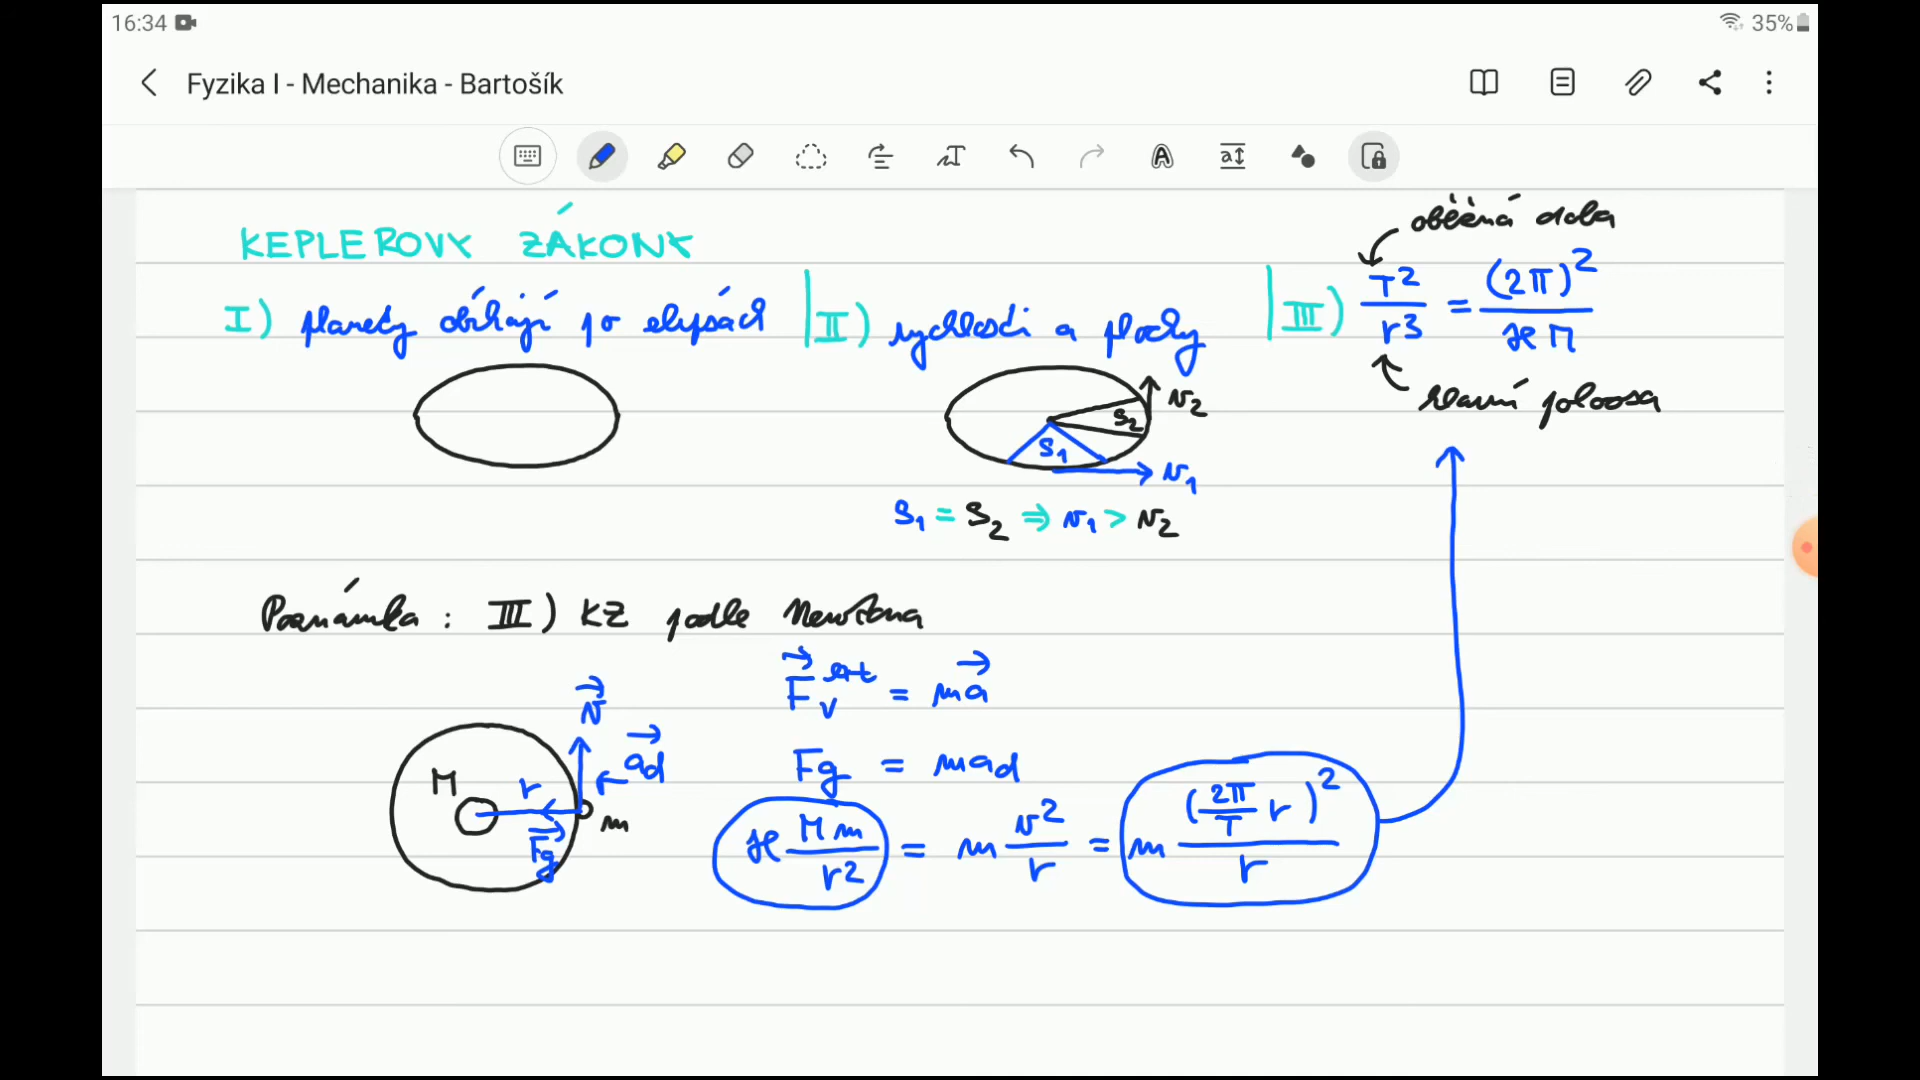 16:34 35%
Fyzika I - Mechanika - Bartošík
KEPLEROVY ZÁKONY
I) planety obíhají po elipsách
II) rychlosti a plochy
S₂ v₂
S₁ v₁
S₁ = S₂ ⇒ v₁ > v₂
oběžná doba
III) T²/r³ = (2π)²/(ϰM)
hlavní poloosa
Poznámka : III) KZ podle Newtona
M r m
v⃗ a⃗d
F⃗g
F⃗v^ext = ma⃗
Fg = mad
ϰ Mm/r² = m v²/r = m (2π/T r)²/r